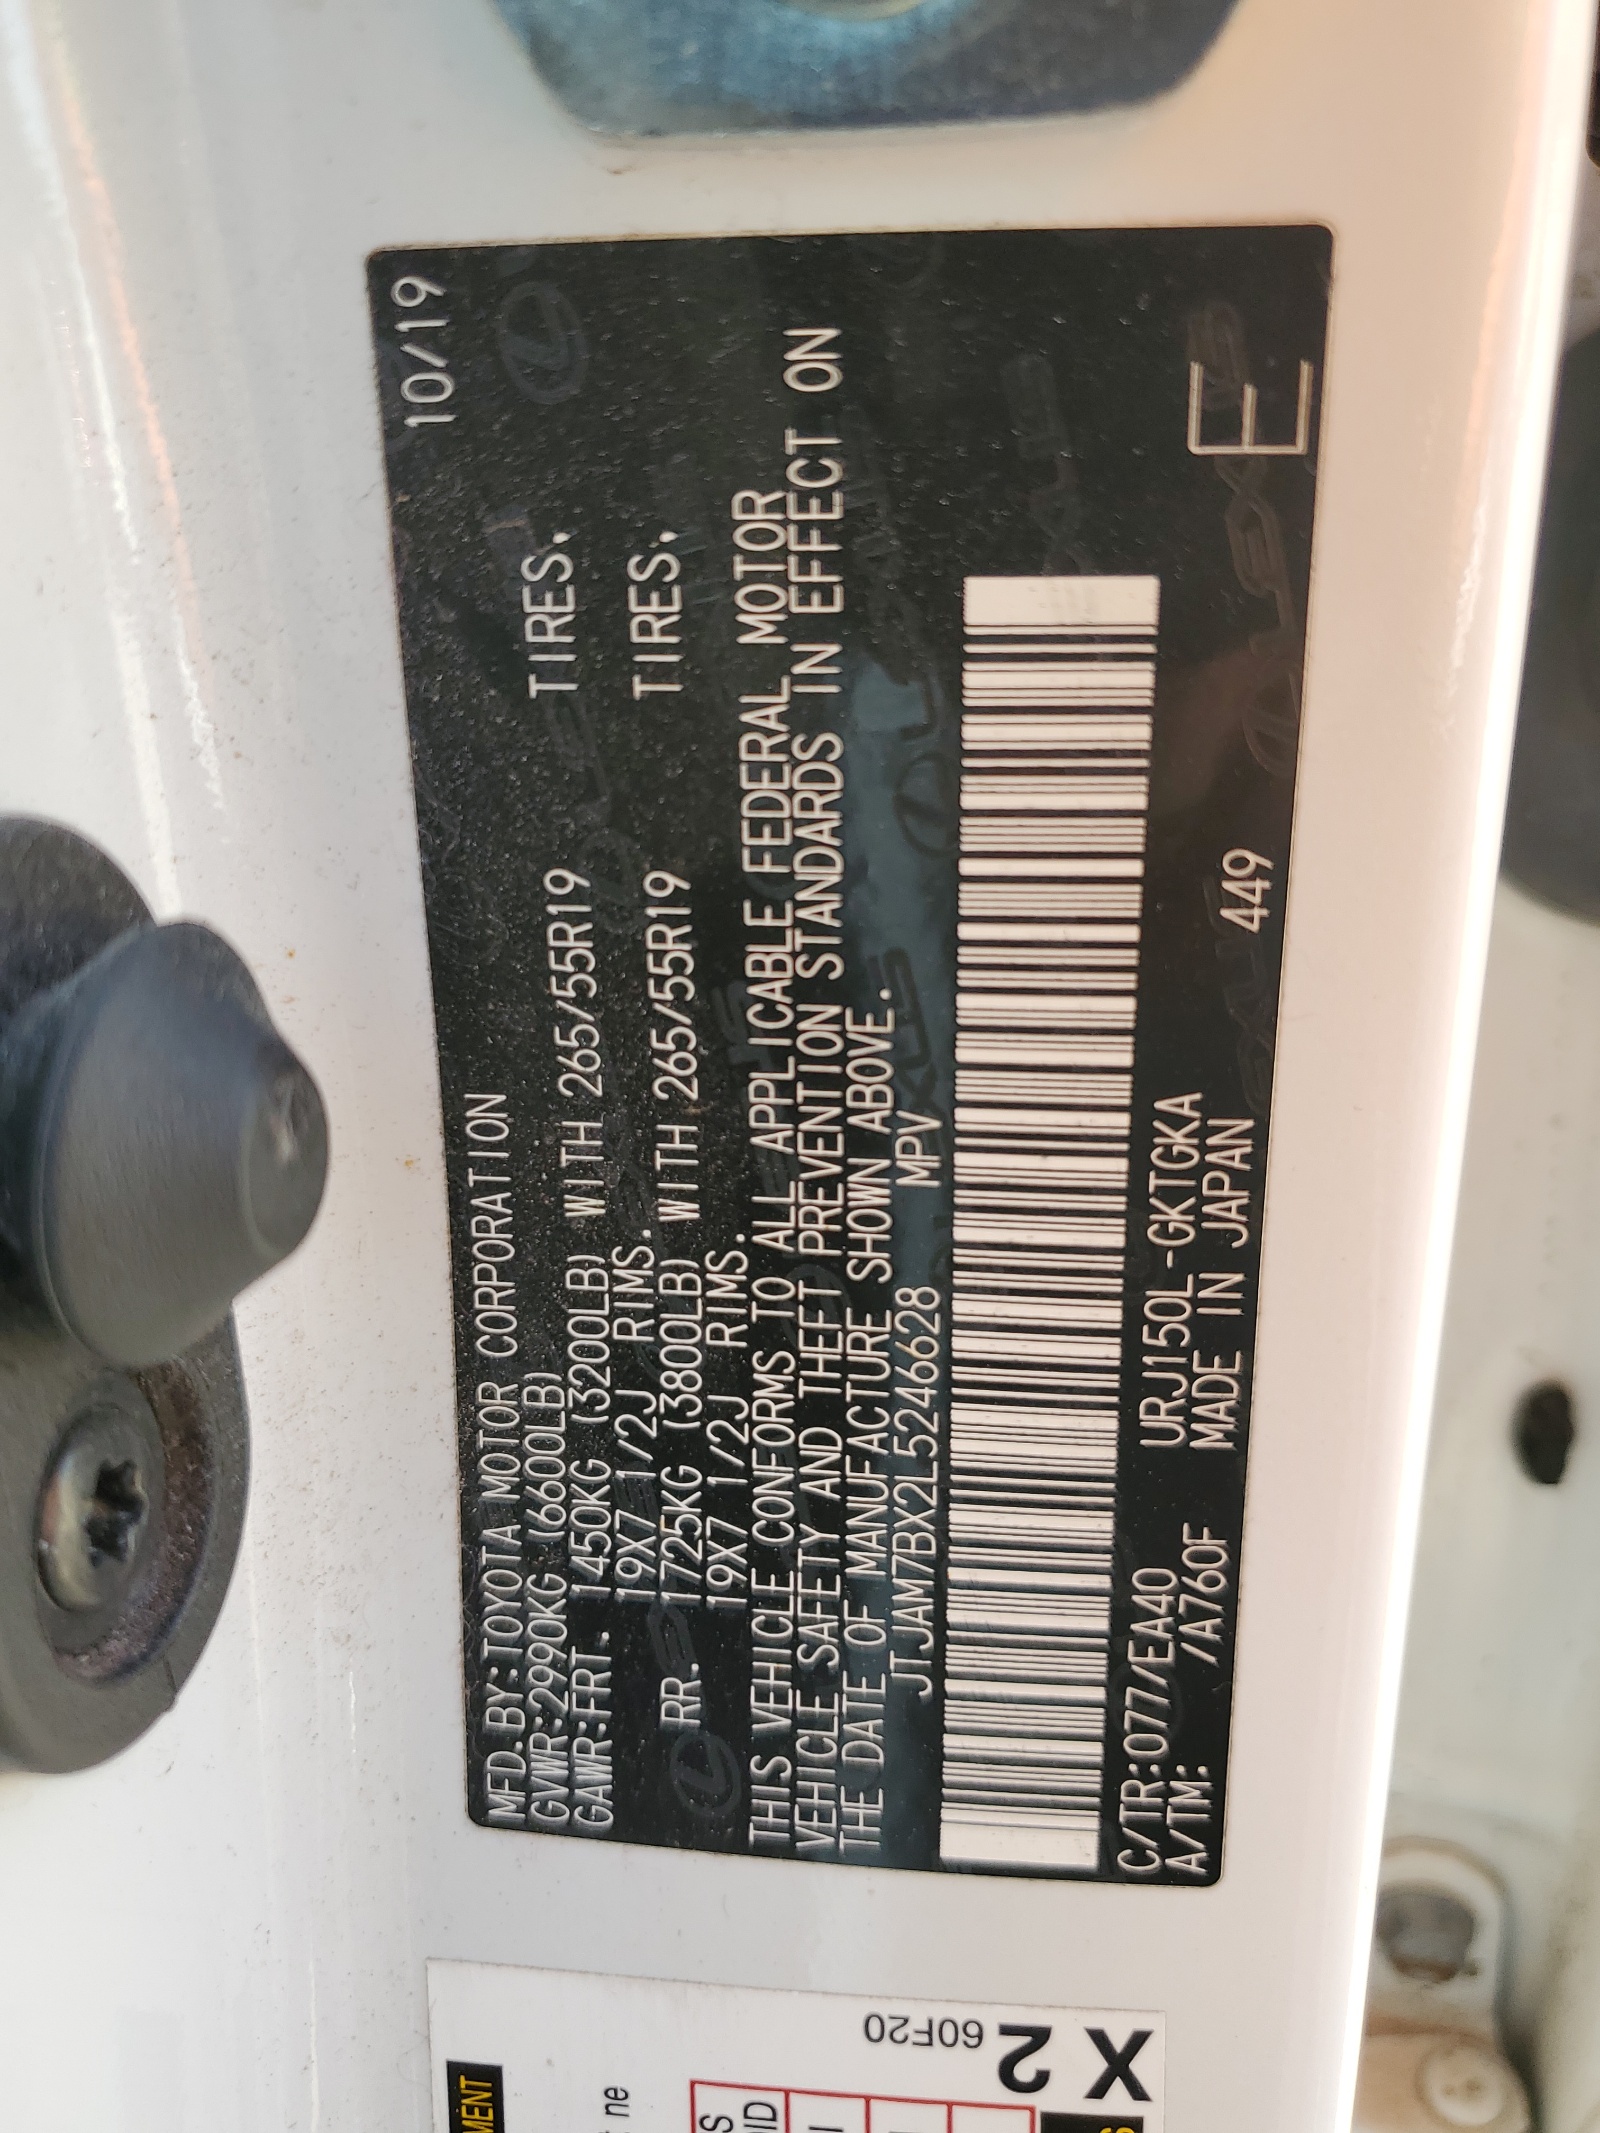 10/19
MFD.BY:TOYOTA MOTOR CORPORATION
GVWR:2990KG (6600LB)
GAWR:FRT. 1450KG (3200LB) WITH 265/55R19 TIRES,
19X7 1/2J RIMS.
RR. 1725KG (3800LB) WITH 265/55R19 TIRES,
19X7 1/2J RIMS.
THIS VEHICLE CONFORMS TO ALL APPLICABLE FEDERAL MOTOR
VEHICLE SAFETY AND THEFT PREVENTION STANDARDS IN EFFECT ON
THE DATE OF MANUFACTURE SHOWN ABOVE.
JTJAM7BX2L5246628 MPV
C/TR:077/EA40 URJ150L-GKTGKA
A/TM: /A760F MADE IN JAPAN 449
E
60F20
X2
MENT
ne